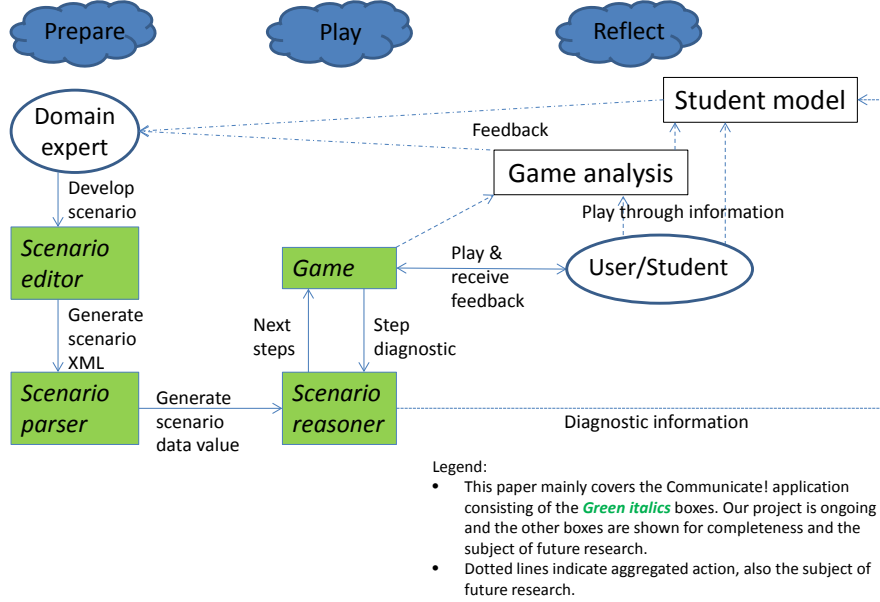 Prepare
Play
Reflect
Domain
expert
Student model
Feedback
Game analysis
Develop
scenario
Play through information
Scenario
editor
Game
Play &
receive
feedback
User/Student
Generate
scenario
XML
Next
steps
Step
diagnostic
Scenario
parser
Generate
scenario
data value
Scenario
reasoner
Diagnostic information
Legend:
• This paper mainly covers the Communicate! application
consisting of the Green italics boxes. Our project is ongoing
and the other boxes are shown for completeness and the
subject of future research.
• Dotted lines indicate aggregated action, also the subject of
future research.